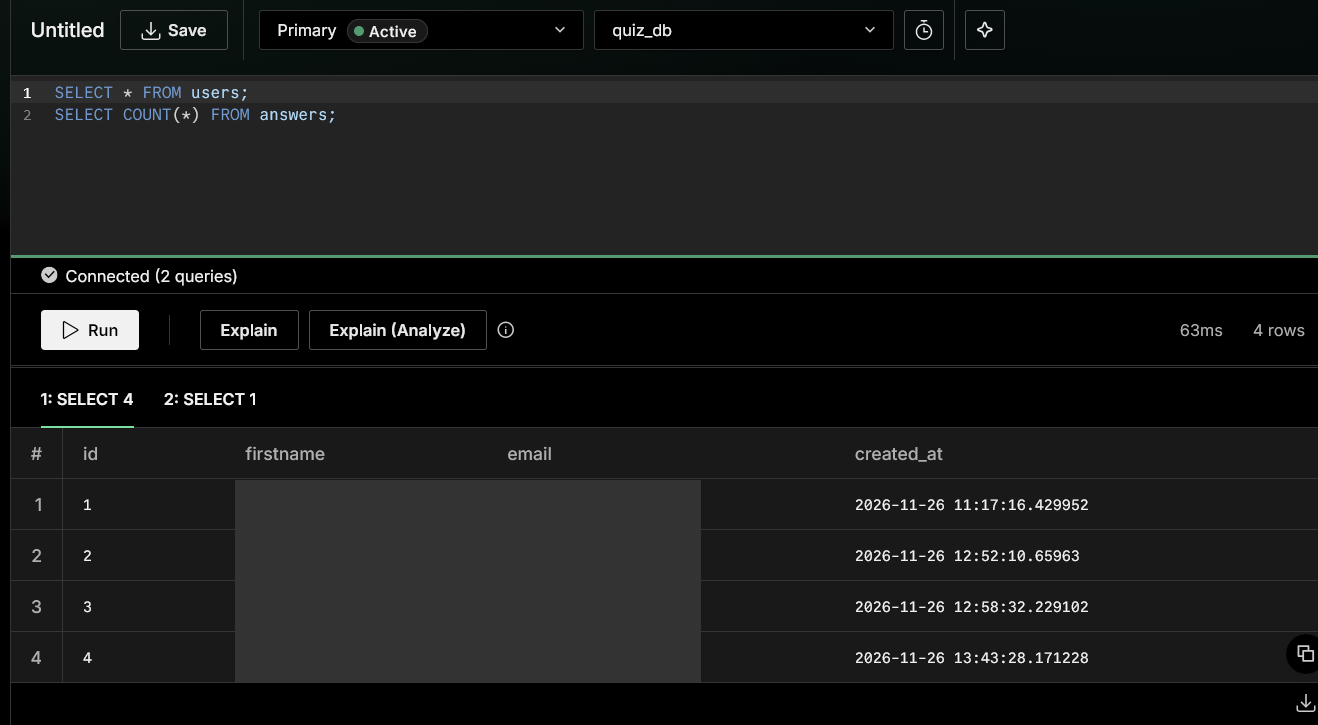 Untitled Save Primary Active quiz_db
1 SELECT * FROM users;
2 SELECT COUNT(*) FROM answers;
Connected (2 queries)
Run Explain Explain (Analyze) 63ms 4 rows
1: SELECT 4 2: SELECT 1
# id firstname email created_at
1 1 2026-11-26 11:17:16.429952
2 2 2026-11-26 12:52:10.65963
3 3 2026-11-26 12:58:32.229102
4 4 2026-11-26 13:43:28.171228